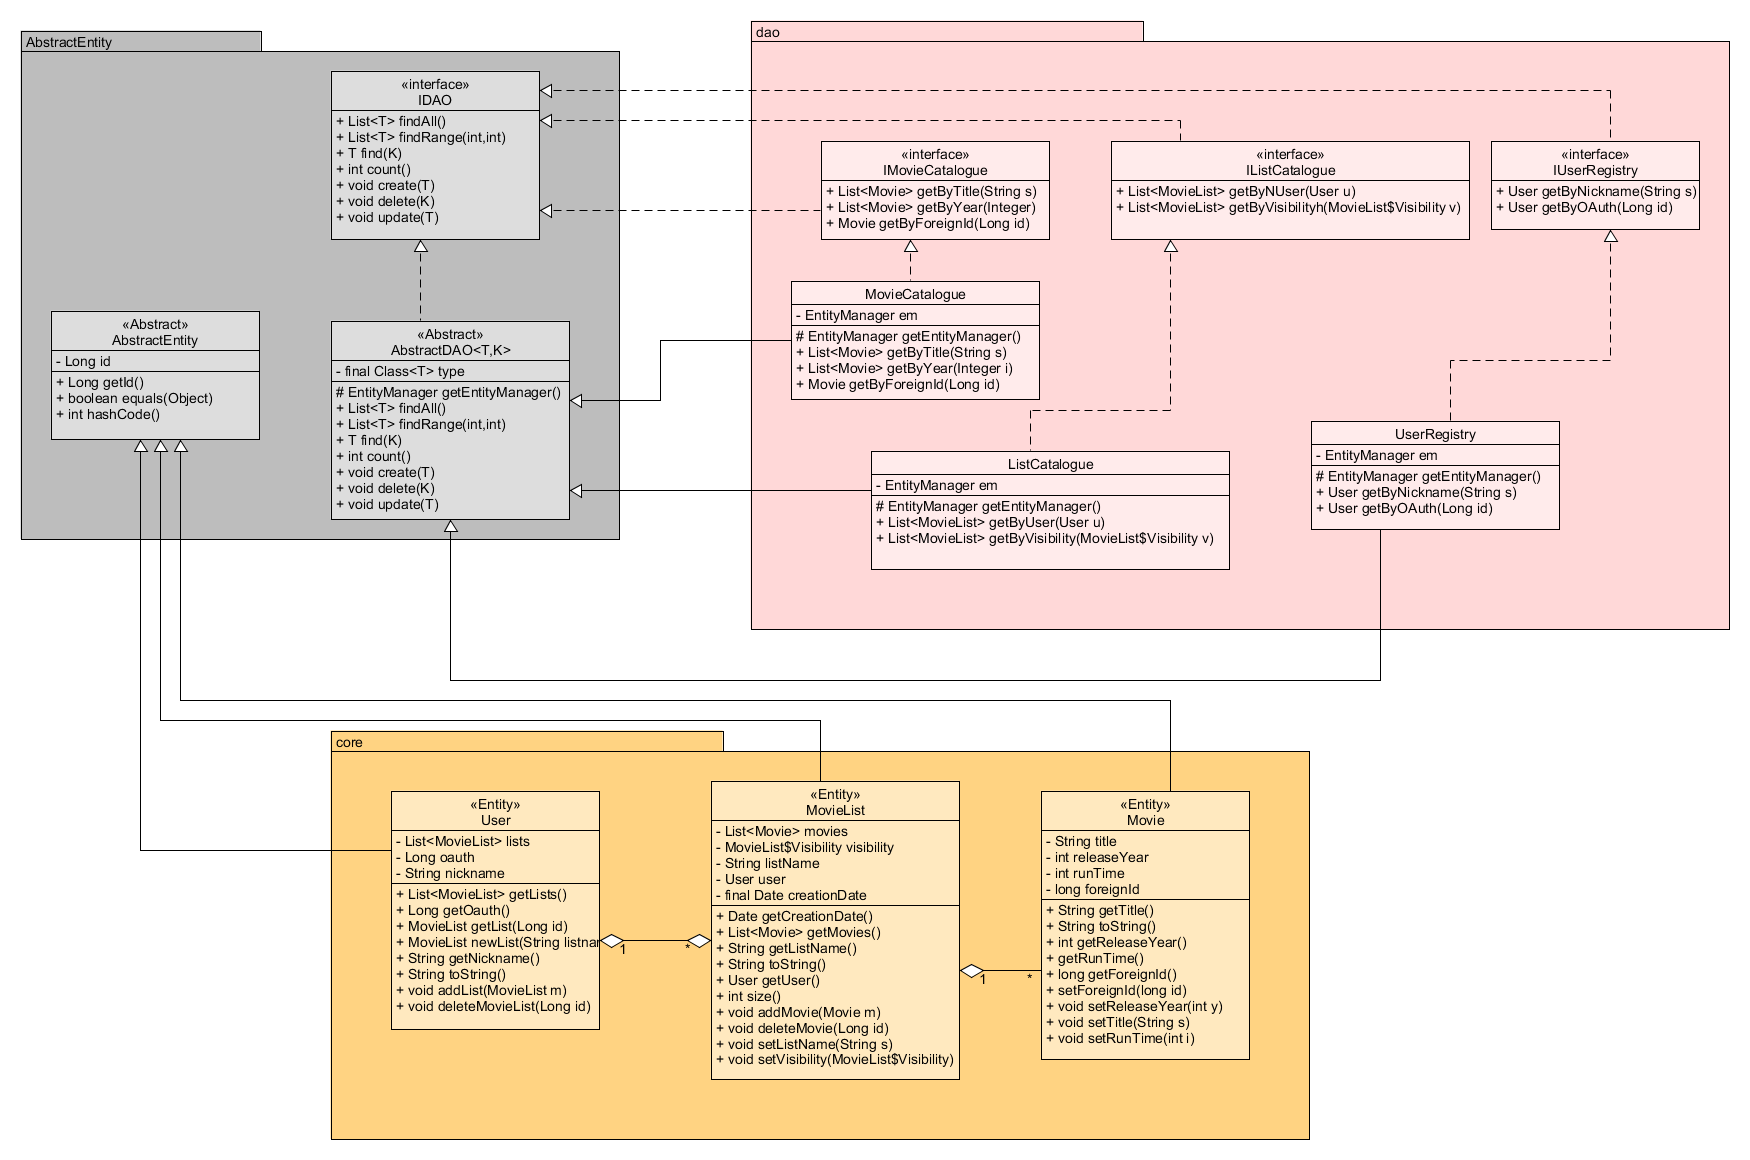 AbstractEntity
«interface»
IDAO
+ List<T> findAll()
+ List<T> findRange(int,int)
+ T find(K)
+ int count()
+ void create(T)
+ void delete(K)
+ void update(T)
«Abstract»
AbstractEntity
- Long id
+ Long getId()
+ boolean equals(Object)
+ int hashCode()
«Abstract»
AbstractDAO<T,K>
- final Class<T> type
# EntityManager getEntityManager()
+ List<T> findAll()
+ List<T> findRange(int,int)
+ T find(K)
+ int count()
+ void create(T)
+ void delete(K)
+ void update(T)
dao
«interface»
IMovieCatalogue
+ List<Movie> getByTitle(String s)
+ List<Movie> getByYear(Integer)
+ Movie getByForeignId(Long id)
«interface»
IListCatalogue
+ List<MovieList> getByNUser(User u)
+ List<MovieList> getByVisibilityh(MovieList$Visibility v)
«interface»
IUserRegistry
+ User getByNickname(String s)
+ User getByOAuth(Long id)
MovieCatalogue
- EntityManager em
# EntityManager getEntityManager()
+ List<Movie> getByTitle(String s)
+ List<Movie> getByYear(Integer i)
+ Movie getByForeignId(Long id)
ListCatalogue
- EntityManager em
# EntityManager getEntityManager()
+ List<MovieList> getByUser(User u)
+ List<MovieList> getByVisibility(MovieList$Visibility v)
UserRegistry
- EntityManager em
# EntityManager getEntityManager()
+ User getByNickname(String s)
+ User getByOAuth(Long id)
core
«Entity»
User
- List<MovieList> lists
- Long oauth
- String nickname
+ List<MovieList> getLists()
+ Long getOauth()
+ MovieList getList(Long id)
+ MovieList newList(String listnar
+ String getNickname()
+ String toString()
+ void addList(MovieList m)
+ void deleteMovieList(Long id)
1
*
«Entity»
MovieList
- List<Movie> movies
- MovieList$Visibility visibility
- String listName
- User user
- final Date creationDate
+ Date getCreationDate()
+ List<Movie> getMovies()
+ String getListName()
+ String toString()
+ User getUser()
+ int size()
+ void addMovie(Movie m)
+ void deleteMovie(Long id)
+ void setListName(String s)
+ void setVisibility(MovieList$Visibility)
1
*
«Entity»
Movie
- String title
- int releaseYear
- int runTime
- long foreignId
+ String getTitle()
+ String toString()
+ int getReleaseYear()
+ getRunTime()
+ long getForeignId()
+ setForeignId(long id)
+ void setReleaseYear(int y)
+ void setTitle(String s)
+ void setRunTime(int i)